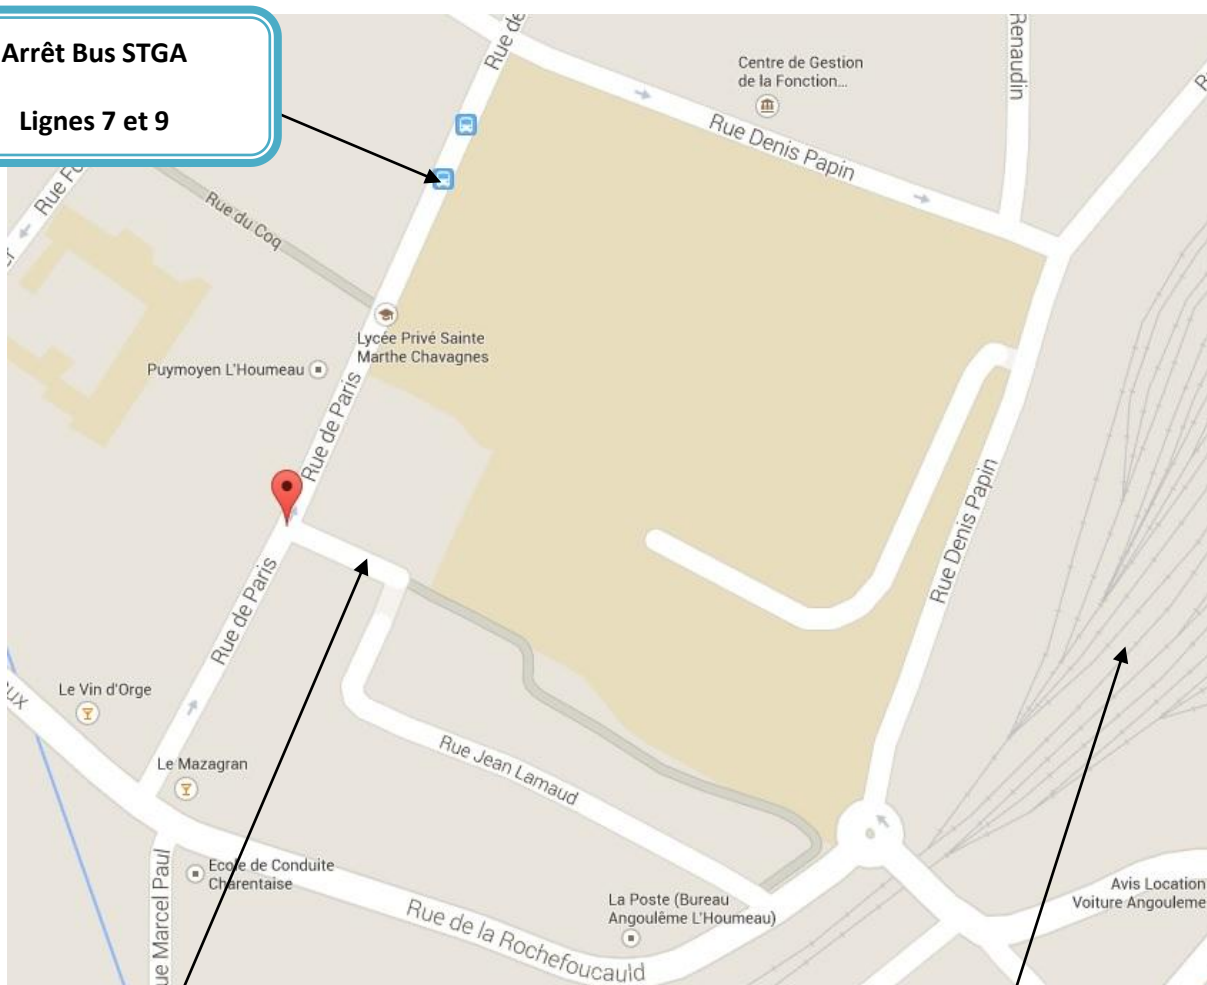 Arrêt Bus STGA
Lignes 7 et 9
Rue de
Renaudin
Centre de Gestion
de la Fonction...
Rue Denis Papin
Rue du Coq
Lycée Privé Sainte
Marthe Chavagnes
Puymoyen L'Houmeau
Rue de Paris
Rue Denis Papin
Rue de Paris
Le Vin d'Orge
Rue Jean Lamaud
Le Mazagran
Ecole de Conduite
Charentaise
La Poste (Bureau
Angoulême L'Houmeau)
Avis Location
Voiture Angouleme
Rue de la Rochefoucauld
ue Marcel Paul